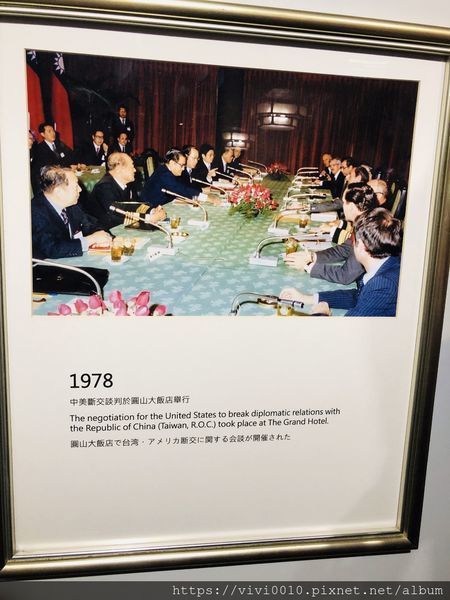 1978
中美斷交談判於圓山大飯店舉行
The negotiation for the United States to break diplomatic relations with
the Republic of China (Taiwan, R.O.C.) took place at The Grand Hotel.
圓山大飯店で台湾・アメリカ断交に関する会談が開催された
https://vivi0010.pixnet.net/album